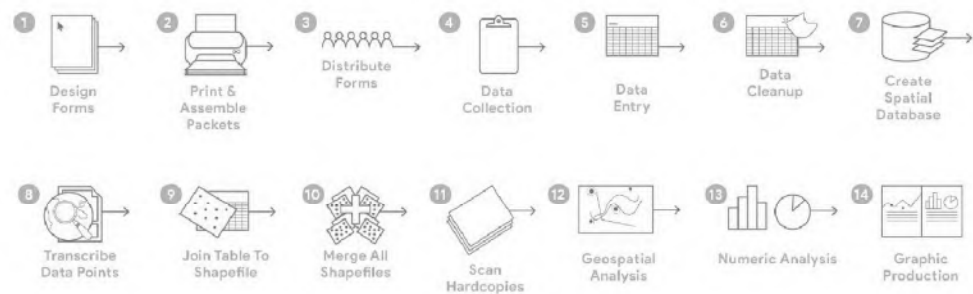 1
Design
Forms
2
Print &
Assemble
Packets
3
Distribute
Forms
4
Data
Collection
5
Data
Entry
6
Data
Cleanup
7
Create
Spatial
Database
8
Transcribe
Data Points
9
Join Table To
Shapefile
10
Merge All
Shapefiles
11
Scan
Hardcopies
12
Geospatial
Analysis
13
Numeric Analysis
14
Graphic
Production